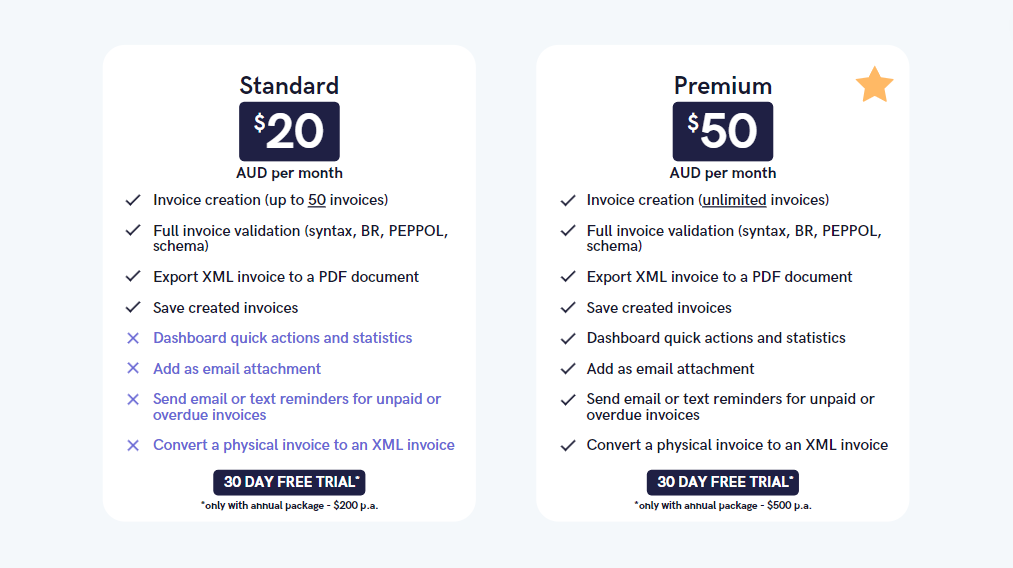 Standard
$20
AUD per month
Invoice creation (up to 50 invoices)
Full invoice validation (syntax, BR, PEPPOL,
schema)
Export XML invoice to a PDF document
Save created invoices
Dashboard quick actions and statistics
Add as email attachment
Send email or text reminders for unpaid or
overdue invoices
Convert a physical invoice to an XML invoice
30 DAY FREE TRIAL*
*only with annual package - $200 p.a.
Premium
$50
AUD per month
Invoice creation (unlimited invoices)
Full invoice validation (syntax, BR, PEPPOL,
schema)
Export XML invoice to a PDF document
Save created invoices
Dashboard quick actions and statistics
Add as email attachment
Send email or text reminders for unpaid or
overdue invoices
Convert a physical invoice to an XML invoice
30 DAY FREE TRIAL*
*only with annual package - $500 p.a.